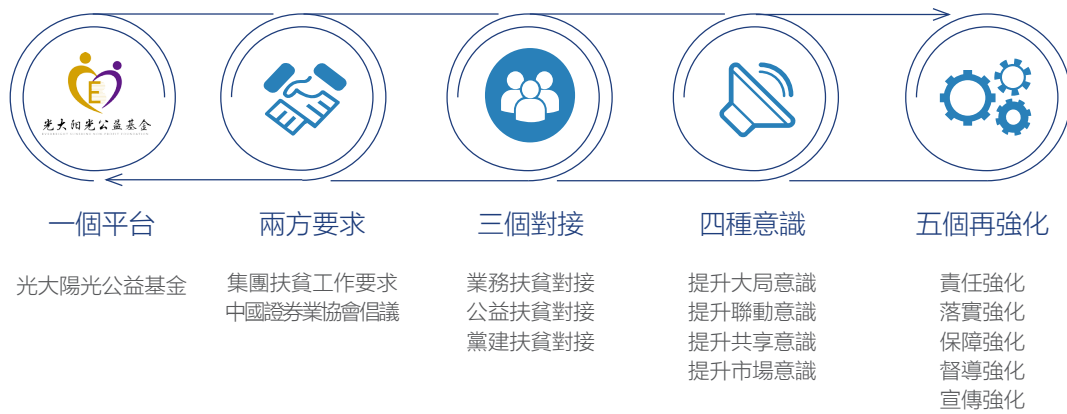 E
光大阳光公益基金
一個平台
光大陽光公益基金
兩方要求
集團扶貧工作要求
中國證券業協會倡議
三個對接
業務扶貧對接
公益扶貧對接
黨建扶貧對接
四種意識
提升大局意識
提升聯動意識
提升共享意識
提升市場意識
五個再強化
責任強化
落實強化
保障強化
督導強化
宣傳強化